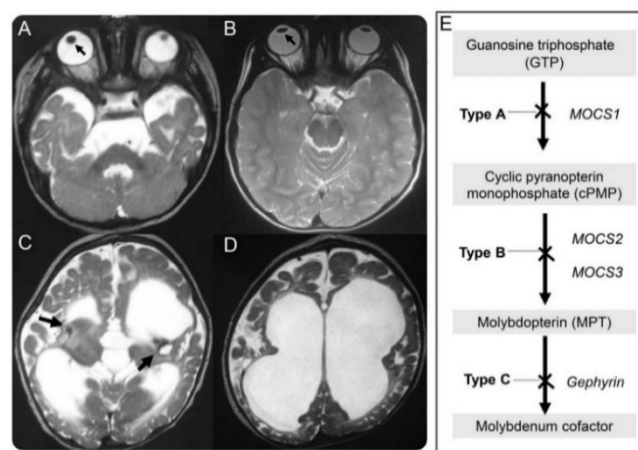 A
B
C
D
E
Guanosine triphosphate
(GTP)
Type A
MOCS1
Cyclic pyranopterin
monophosphate (cPMP)
Type B
MOCS2
MOCS3
Molybdopterin (MPT)
Type C
Gephyrin
Molybdenum cofactor